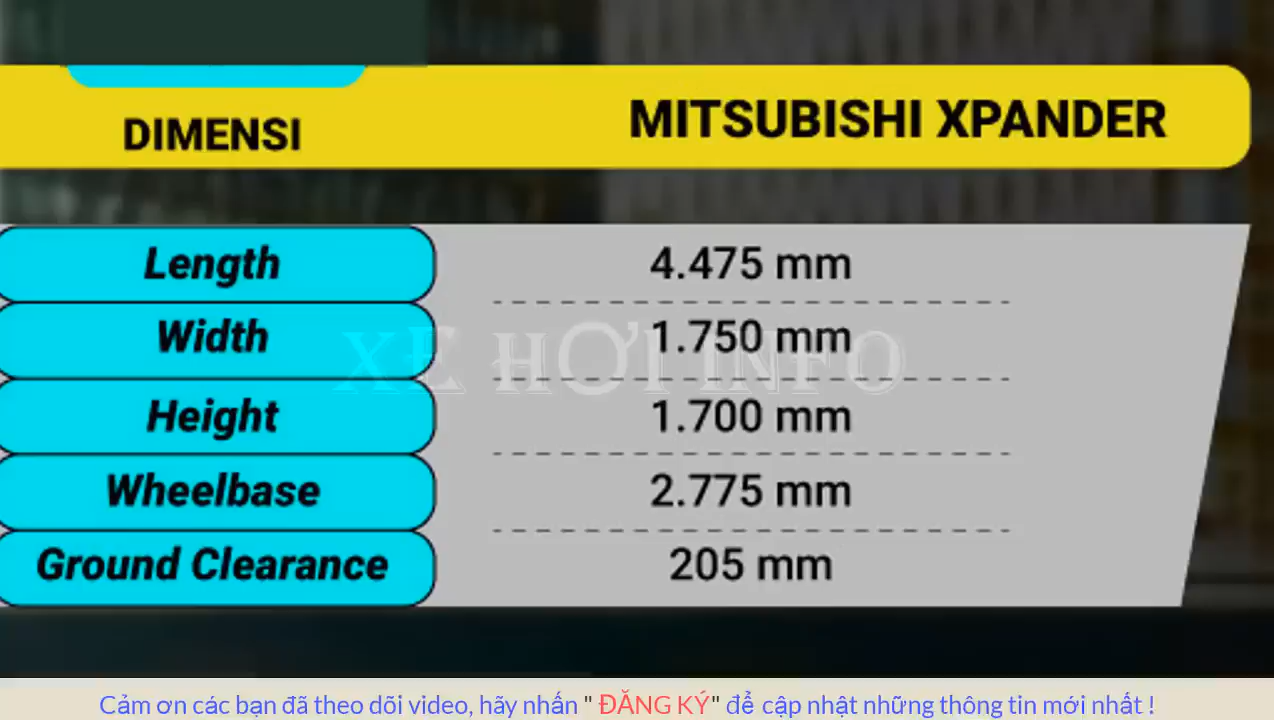 DIMENSI
MITSUBISHI XPANDER
Length
4.475 mm
Width
1.750 mm
XE HƠI INFO
Height
1.700 mm
Wheelbase
2.775 mm
Ground Clearance
205 mm
Cảm ơn các bạn đã theo dõi video, hãy nhấn " ĐĂNG KÝ" để cập nhật những thông tin mới nhất !